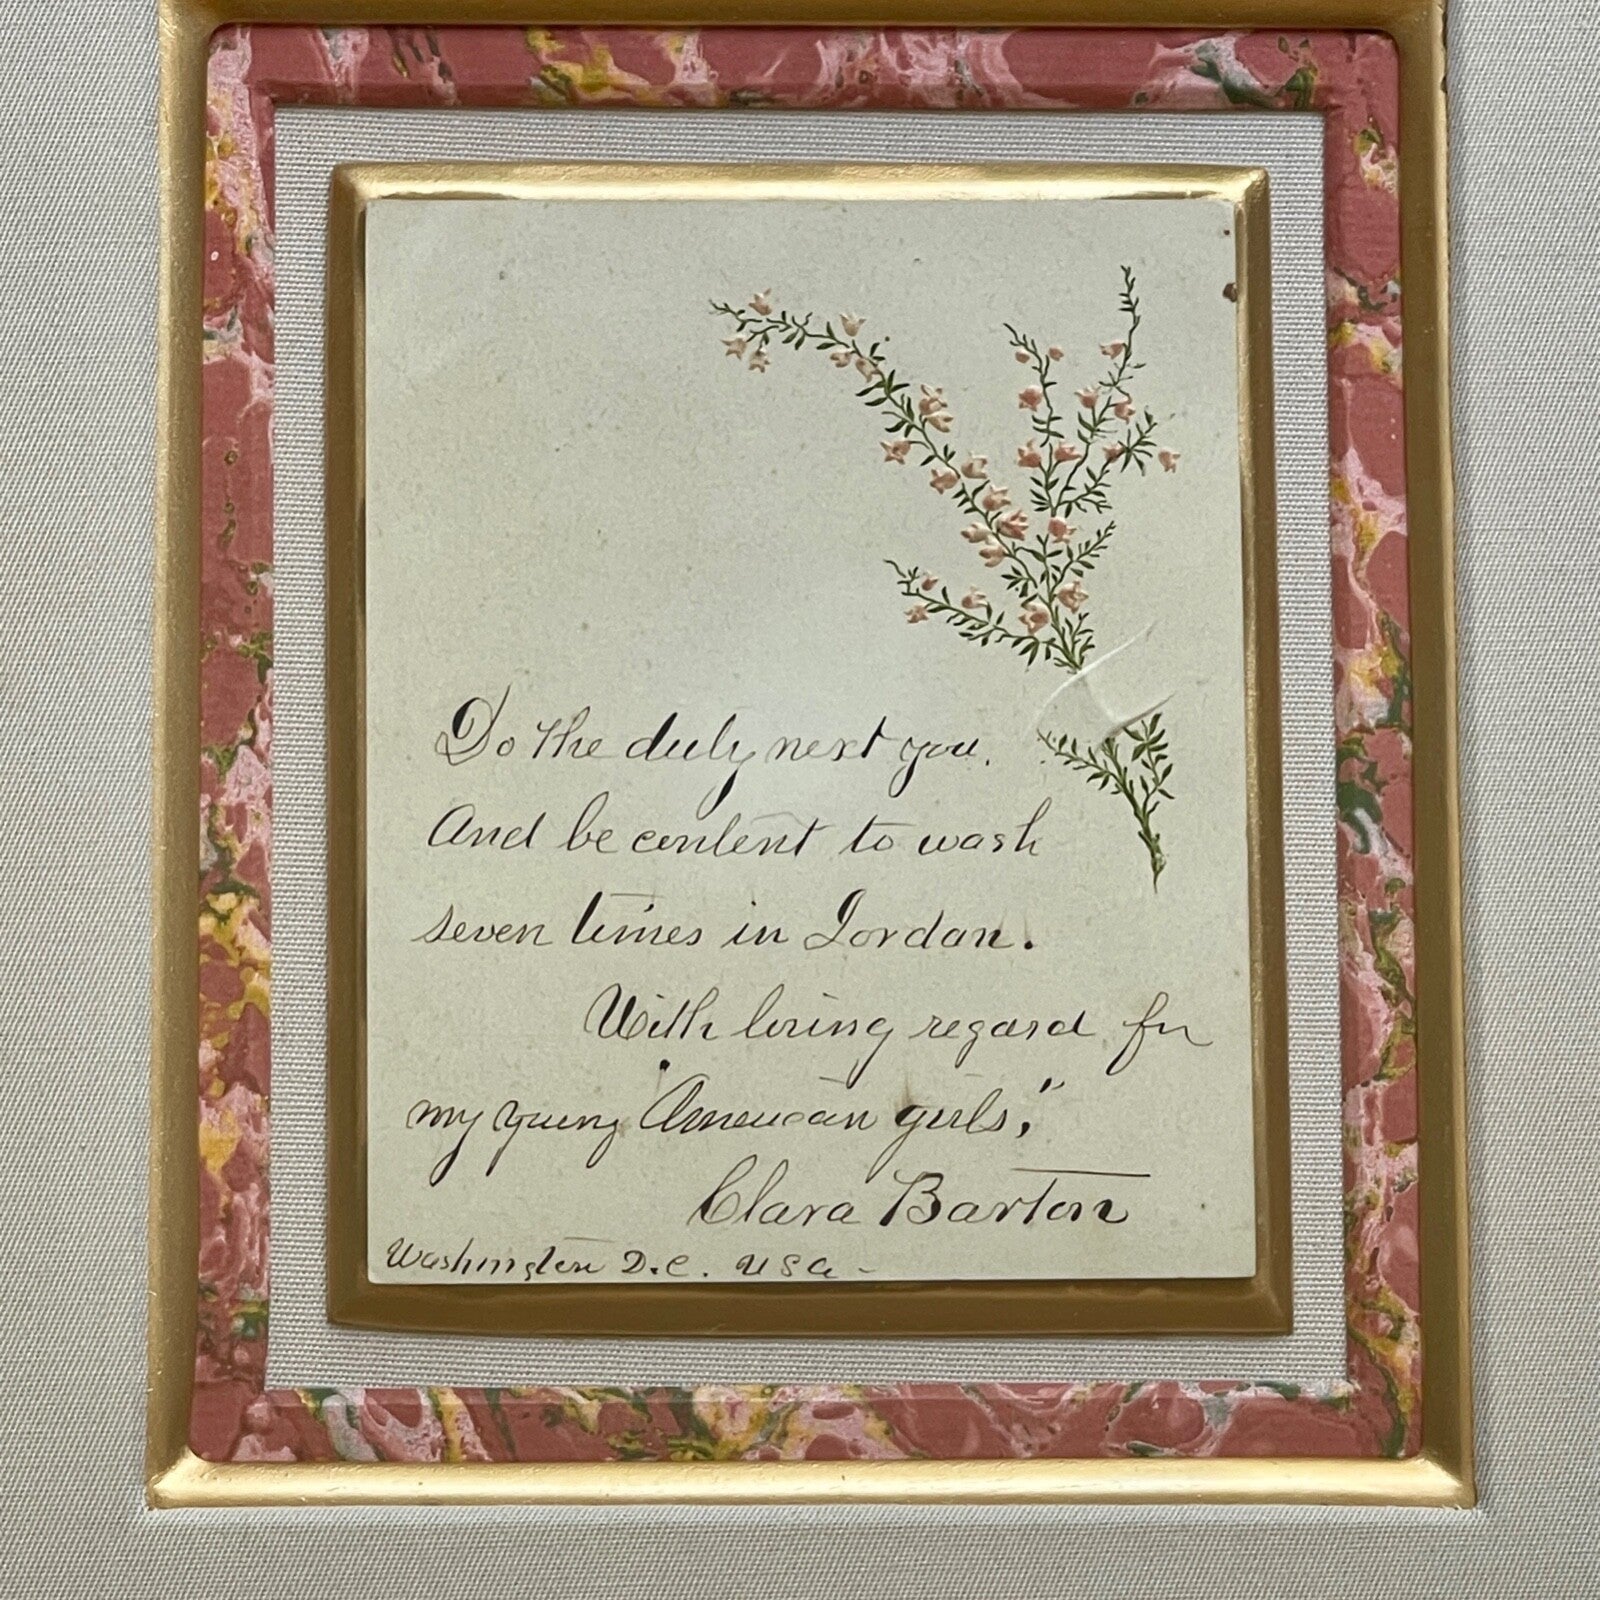 Do the duty next you.
And be content to wash
seven times in Jordan.
With loving regard for
my young "American girls,"
Clara Barton
Washington D.C. USA -